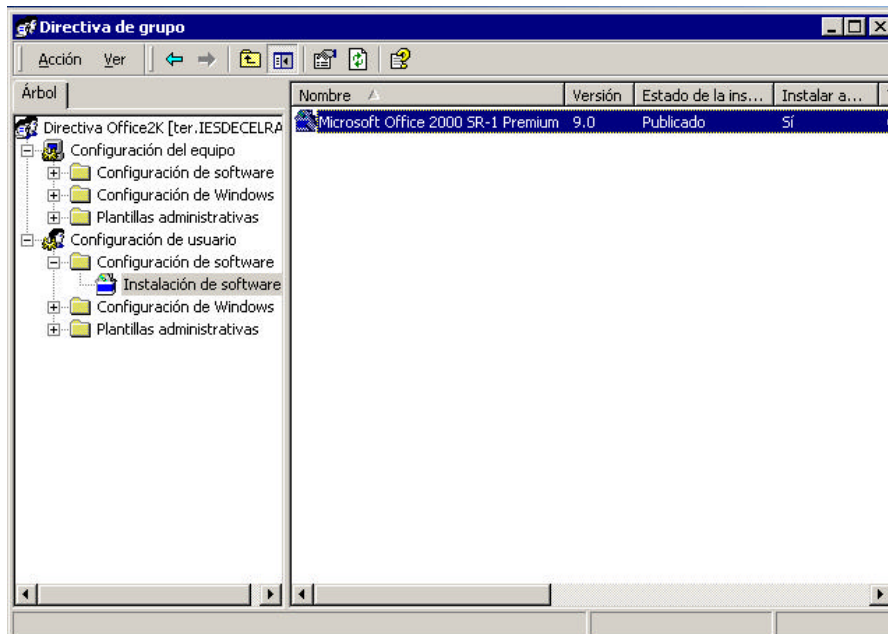 Directiva de grupo
Acción Ver
Árbol
Nombre Versión Estado de la ins... Instalar a...
Directiva Office2K [ter.IESDECELRA
Configuración del equipo
Configuración de software
Configuración de Windows
Plantillas administrativas
Configuración de usuario
Configuración de software
Instalación de software
Configuración de Windows
Plantillas administrativas
Microsoft Office 2000 SR-1 Premium 9.0 Publicado Sí